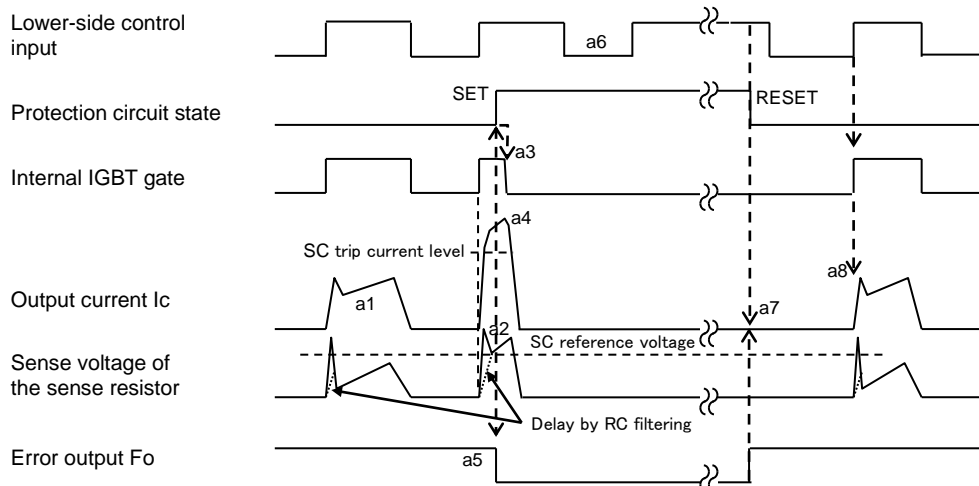 Lower-side control
input
a6
SET
RESET
Protection circuit state
a3
Internal IGBT gate
a4
SC trip current level
a8
Output current Ic
a1
a7
a2
SC reference voltage
Sense voltage of
the sense resistor
Delay by RC filtering
Error output Fo
a5